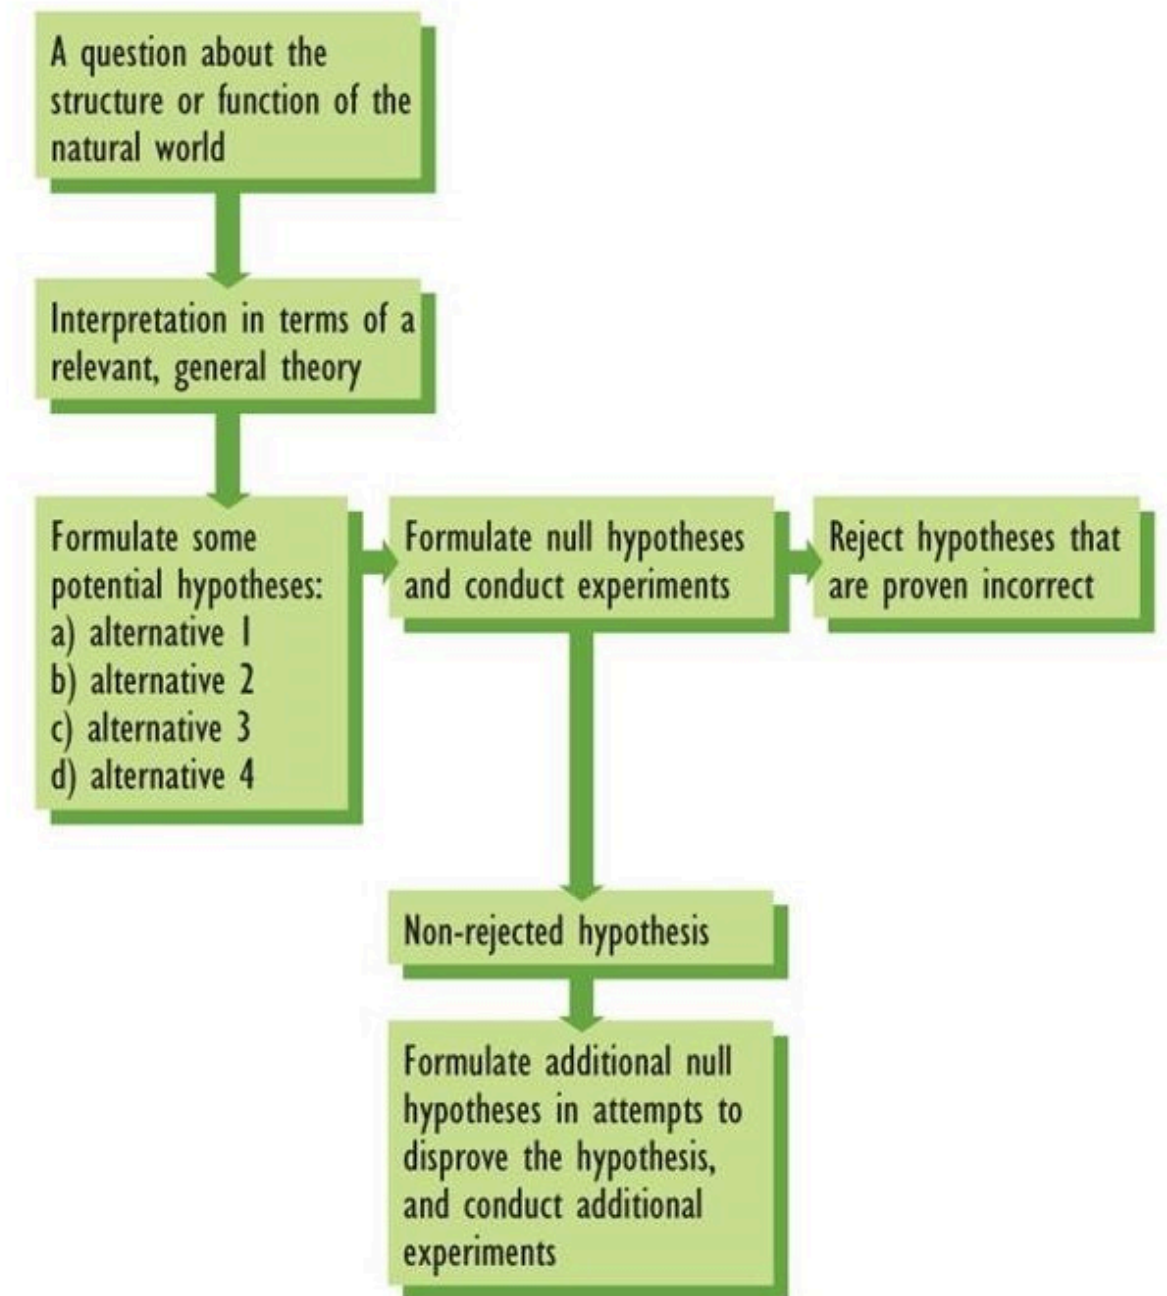 A question about the
structure or function of the
natural world
Interpretation in terms of a
relevant, general theory
Formulate some
potential hypotheses:
a) alternative 1
b) alternative 2
c) alternative 3
d) alternative 4
Formulate null hypotheses
and conduct experiments
Reject hypotheses that
are proven incorrect
Non-rejected hypothesis
Formulate additional null
hypotheses in attempts to
disprove the hypothesis,
and conduct additional
experiments